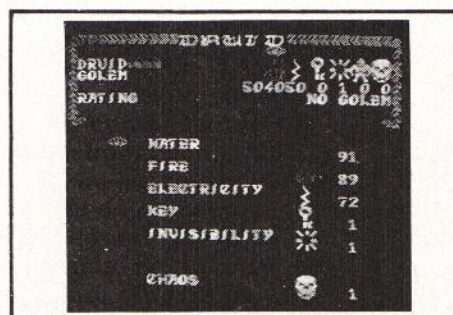 DRUID
DRUID
GOLEM
504050 0 1 0 0
RATING NO GOLEM
WATER 91
FIRE 89
ELECTRICITY 72
KEY 1
INVISIBILITY 1
CHAOS 1